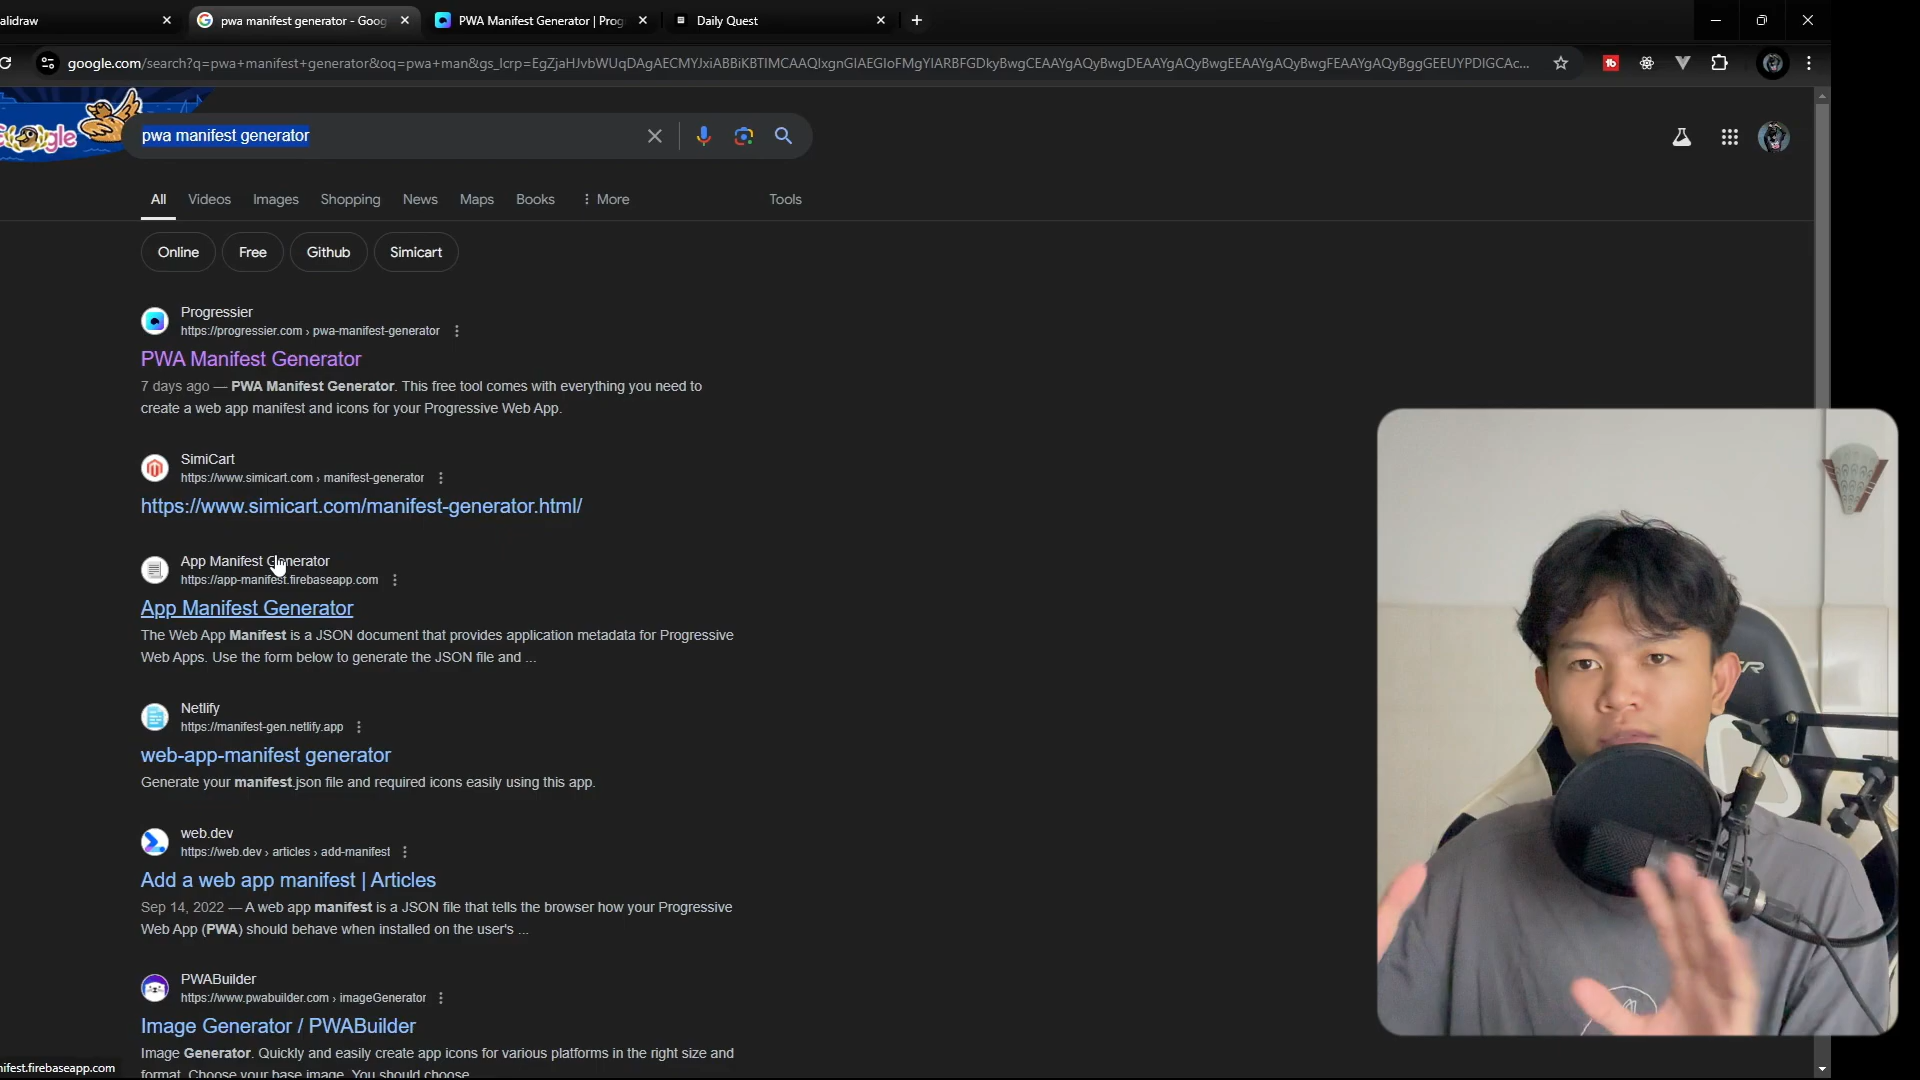 alidraw
pwa manifest generator - Goog
PWA Manifest Generator | Prog
Daily Quest
google.com/search?q=pwa+manifest+generator&oq=pwa+man&gs_lcrp=EgZjaHJvbWUqDAgAECMYJxiABBiKBTIMCAAQIxgnGIAEGIoFMgYIARBFGDkyBwgCEAAYgAQyBwgDEAAYgAQyBwgEEAAYgAQyBwgFEAAYgAQyBggGEEUYPDIGCAc...
pwa manifest generator
All
Videos
Images
Shopping
News
Maps
Books
More
Tools
Online
Free
Github
Simicart
Progressier
https://progressier.com › pwa-manifest-generator
PWA Manifest Generator
7 days ago — PWA Manifest Generator. This free tool comes with everything you need to
create a web app manifest and icons for your Progressive Web App.
SimiCart
https://www.simicart.com › manifest-generator
https://www.simicart.com/manifest-generator.html/
App Manifest Generator
https://app-manifest.firebaseapp.com
App Manifest Generator
The Web App Manifest is a JSON document that provides application metadata for Progressive
Web Apps. Use the form below to generate the JSON file and ...
Netlify
https://manifest-gen.netlify.app
web-app-manifest generator
Generate your manifest.json file and required icons easily using this app.
web.dev
https://web.dev › articles › add-manifest
Add a web app manifest | Articles
Sep 14, 2022 — A web app manifest is a JSON file that tells the browser how your Progressive
Web App (PWA) should behave when installed on the user's ...
PWABuilder
https://www.pwabuilder.com › imageGenerator
Image Generator / PWABuilder
Image Generator. Quickly and easily create app icons for various platforms in the right size and
format. Choose your base image. You should choose
ifest.firebaseapp.com